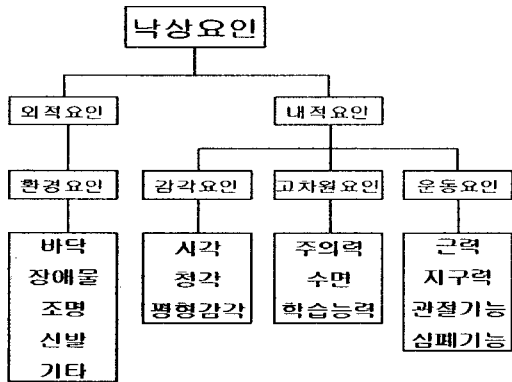 낙상요인
외적요인 내적요인
환경요인 감각요인 고차원요인 운동요인
바닥
장애물
조명
신발
기타
시각
청각
평형감각
주의력
수면
학습능력
근력
지구력
관절기능
심폐기능